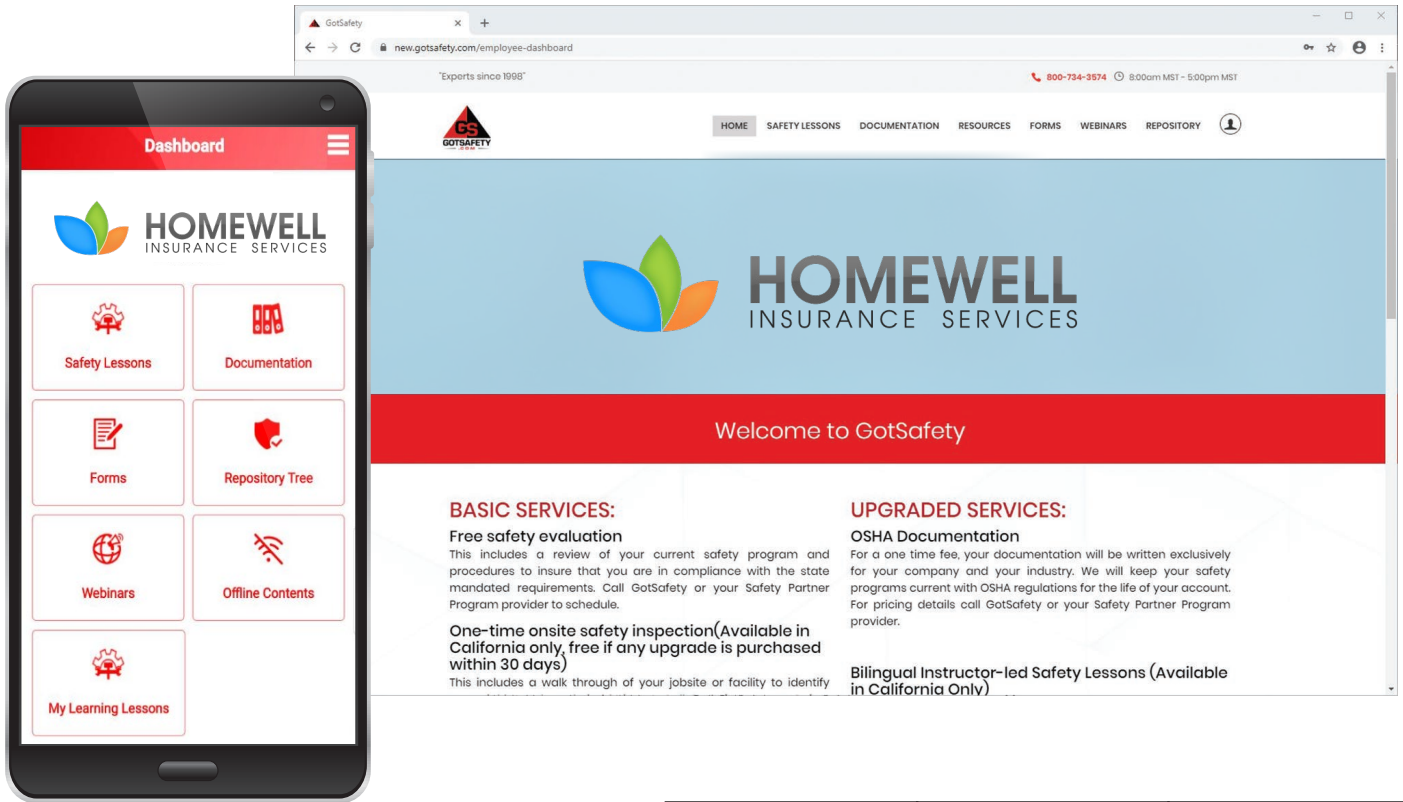 Dashboard
HOMEWELL
INSURANCE SERVICES
Safety Lessons
Documentation
Forms
Repository Tree
Webinars
Offline Contents
My Learning Lessons
GotSafety
new.gotsafety.com/employee-dashboard
"Experts since 1998"
800-734-3574 8:00am MST - 5:00pm MST
GS
GOTSAFETY
.COM
HOME SAFETY LESSONS DOCUMENTATION RESOURCES FORMS WEBINARS REPOSITORY
HOMEWELL
INSURANCE SERVICES
Welcome to GotSafety
BASIC SERVICES:
Free safety evaluation
This includes a review of your current safety program and
procedures to insure that you are in compliance with the state
mandated requirements. Call GotSafety or your Safety Partner
Program provider to schedule.
One-time onsite safety inspection(Available in
California only, free if any upgrade is purchased
within 30 days)
This includes a walk through of your jobsite or facility to identify
UPGRADED SERVICES:
OSHA Documentation
For a one time fee, your documentation will be written exclusively
for your company and your industry. We will keep your safety
programs current with OSHA regulations for the life of your account.
For pricing details call GotSafety or your Safety Partner Program
provider.
Bilingual Instructor-led Safety Lessons (Available
in California Only)